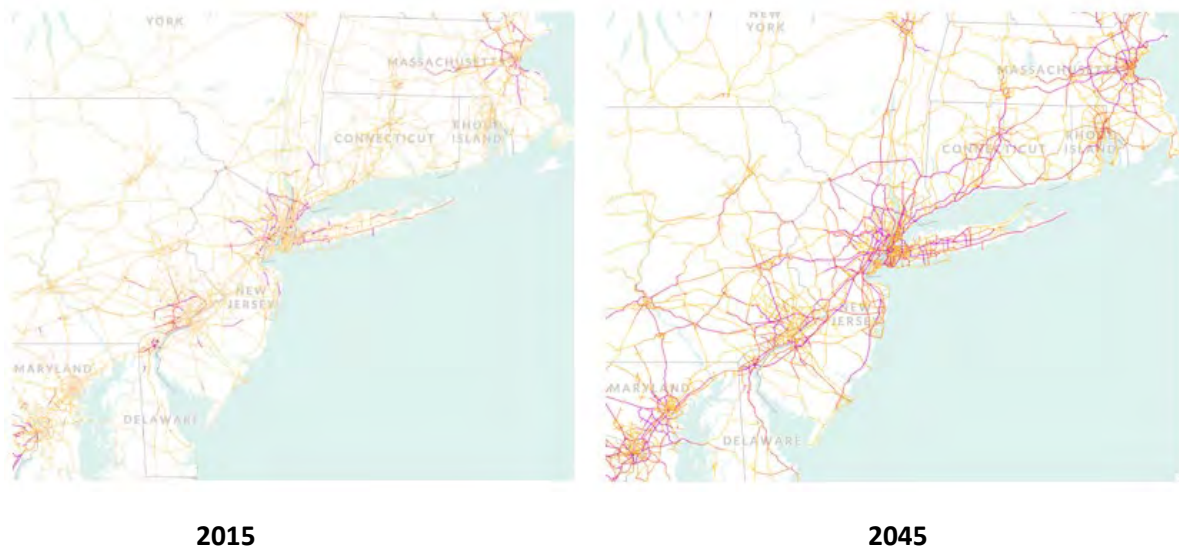 YORK
MASSACHUSETTS
CONNECTICUT
RHODE
ISLAND
NEW
JERSEY
MARYLAND
DELAWARE
2015
NEW
YORK
MASSACHUSETTS
CONNECTICUT
RHODE
ISLAND
NEW
JERSEY
MARYLAND
DELAWARE
2045